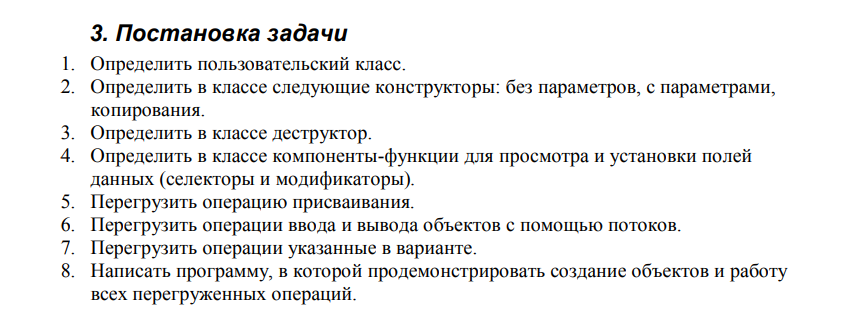 3. Постановка задачи
1. Определить пользовательский класс.
2. Определить в классе следующие конструкторы: без параметров, с параметрами,
копирования.
3. Определить в классе деструктор.
4. Определить в классе компоненты-функции для просмотра и установки полей
данных (селекторы и модификаторы).
5. Перегрузить операцию присваивания.
6. Перегрузить операции ввода и вывода объектов с помощью потоков.
7. Перегрузить операции указанные в варианте.
8. Написать программу, в которой продемонстрировать создание объектов и работу
всех перегруженных операций.